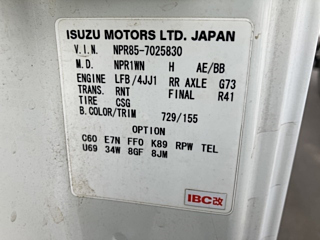 ISUZU MOTORS LTD. JAPAN
V.I.N. NPR85-7025830
M.D. NPR1WN H AE/BB
ENGINE LFB/4JJ1 RR AXLE G73
TRANS. RNT FINAL R41
TIRE CSG
B.COLOR/TRIM 729/155
OPTION
C60 E7N FF0 K89 RPW TEL
U69 34W 8GF 8JM
IBC改